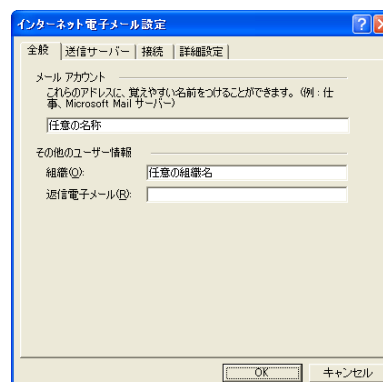 インターネット電子メール設定
全般 送信サーバー 接続 詳細設定
メール アカウント
これらのアドレスに、覚えやすい名前をつけることができます。(例 : 仕
事、Microsoft Mail サーバー)
任意の名称
その他のユーザー情報
組織(O):
任意の組織名
返信電子メール(R):
OK キャンセル